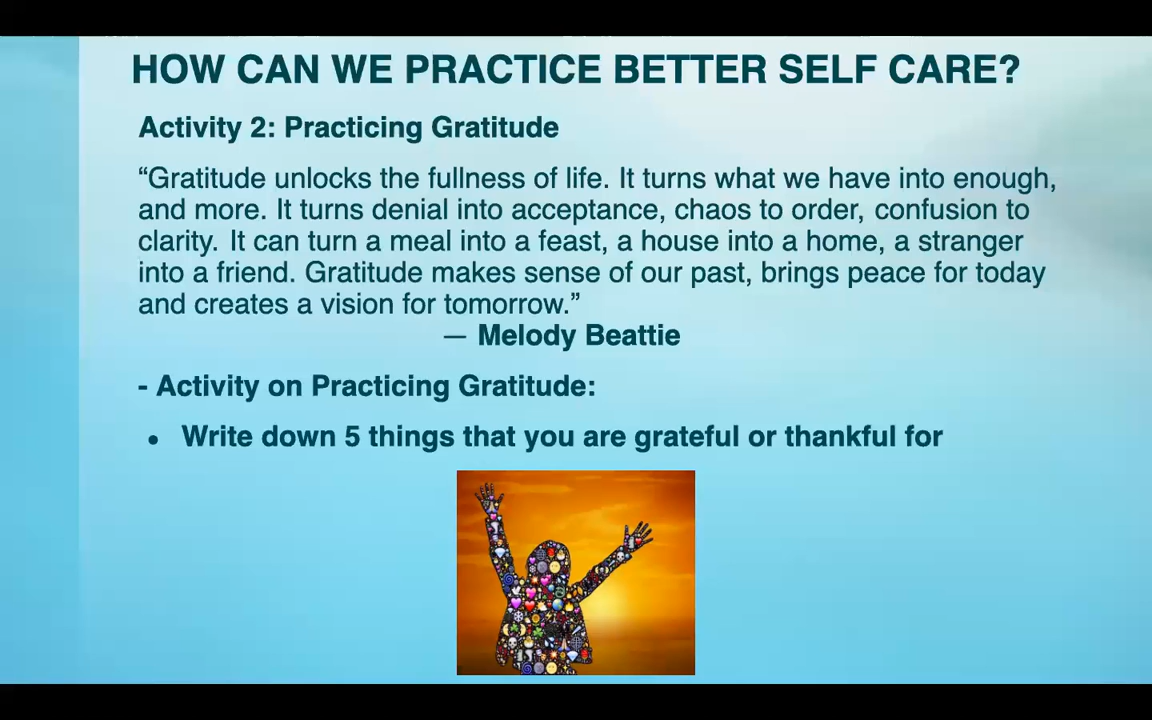 HOW CAN WE PRACTICE BETTER SELF CARE?
Activity 2: Practicing Gratitude
“Gratitude unlocks the fullness of life. It turns what we have into enough,
and more. It turns denial into acceptance, chaos to order, confusion to
clarity. It can turn a meal into a feast, a house into a home, a stranger
into a friend. Gratitude makes sense of our past, brings peace for today
and creates a vision for tomorrow.”
— Melody Beattie
- Activity on Practicing Gratitude:
• Write down 5 things that you are grateful or thankful for